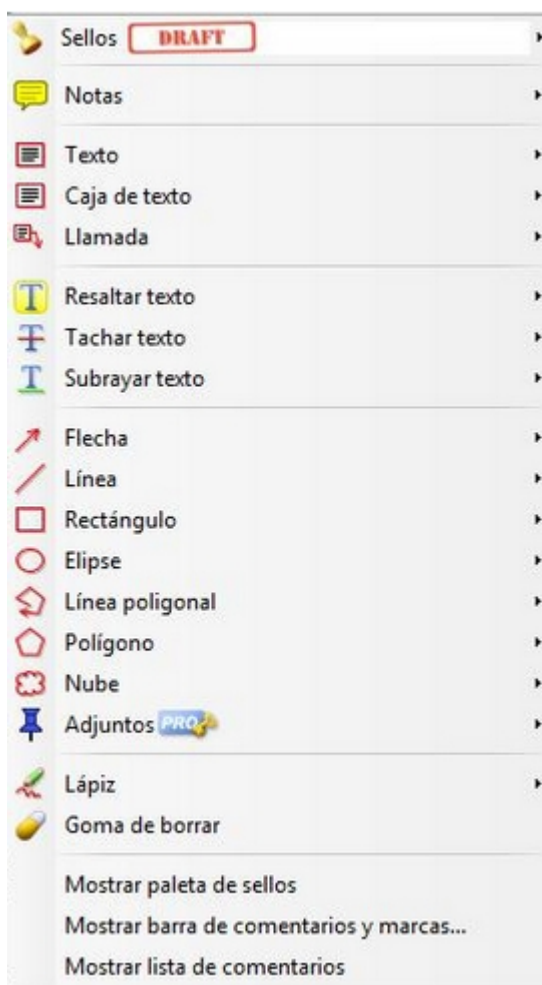 Sellos DRAFT
Notas
Texto
Caja de texto
Llamada
T Resaltar texto
T Tachar texto
T Subrayar texto
Flecha
Línea
Rectángulo
Elipse
Línea poligonal
Polígono
Nube
Adjuntos PRO
Lápiz
Goma de borrar
Mostrar paleta de sellos
Mostrar barra de comentarios y marcas...
Mostrar lista de comentarios